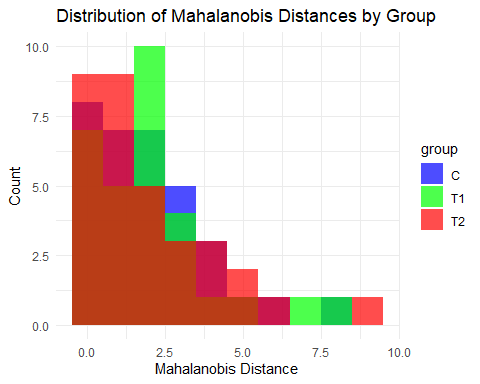 Distribution of Mahalanobis Distances by Group
10.0
7.5
5.0
2.5
0.0
Count
0.0 2.5 5.0 7.5 10.0
Mahalanobis Distance
group
C
T1
T2